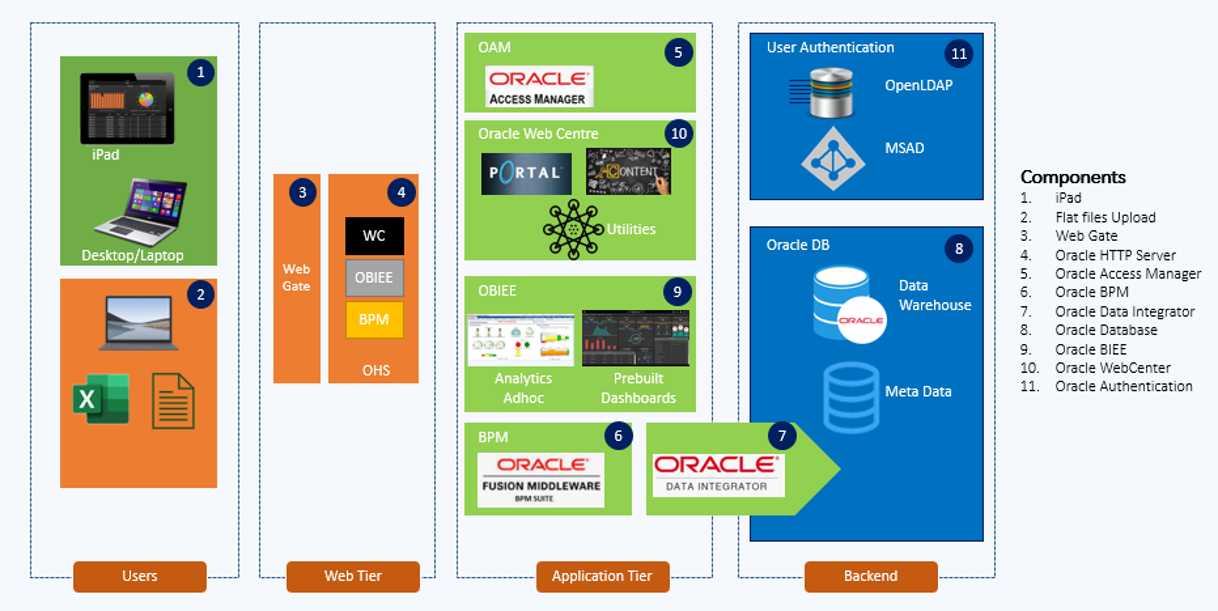 1
iPad
Desktop/Laptop
2
X
Users
3
Web
Gate
4
WC
OBIEE
BPM
OHS
Web Tier
OAM
5
ORACLE
ACCESS MANAGER
Oracle Web Centre
10
PORTAL
CONTENT
Utilities
OBIEE
9
Analytics
Adhoc
Prebuilt
Dashboards
BPM
6
ORACLE
FUSION MIDDLEWARE
BPM SUITE
7
ORACLE
DATA INTEGRATOR
Application Tier
User Authentication
11
OpenLDAP
MSAD
Oracle DB
8
Data
Warehouse
ORACLE
Meta Data
Backend
Components
1. iPad
2. Flat files Upload
3. Web Gate
4. Oracle HTTP Server
5. Oracle Access Manager
6. Oracle BPM
7. Oracle Data Integrator
8. Oracle Database
9. Oracle BIEE
10. Oracle WebCenter
11. Oracle Authentication